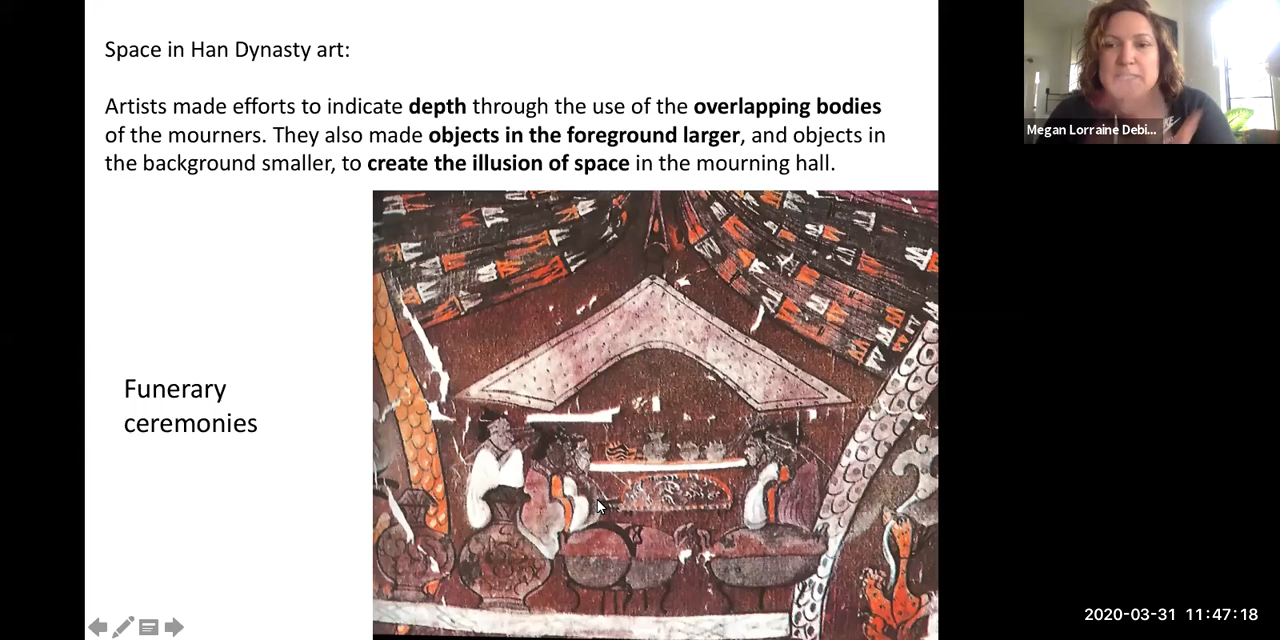 Space in Han Dynasty art:
Artists made efforts to indicate depth through the use of the overlapping bodies
of the mourners. They also made objects in the foreground larger, and objects in
the background smaller, to create the illusion of space in the mourning hall.
Funerary
ceremonies
Megan Lorraine Debi...
2020-03-31 11:47:18